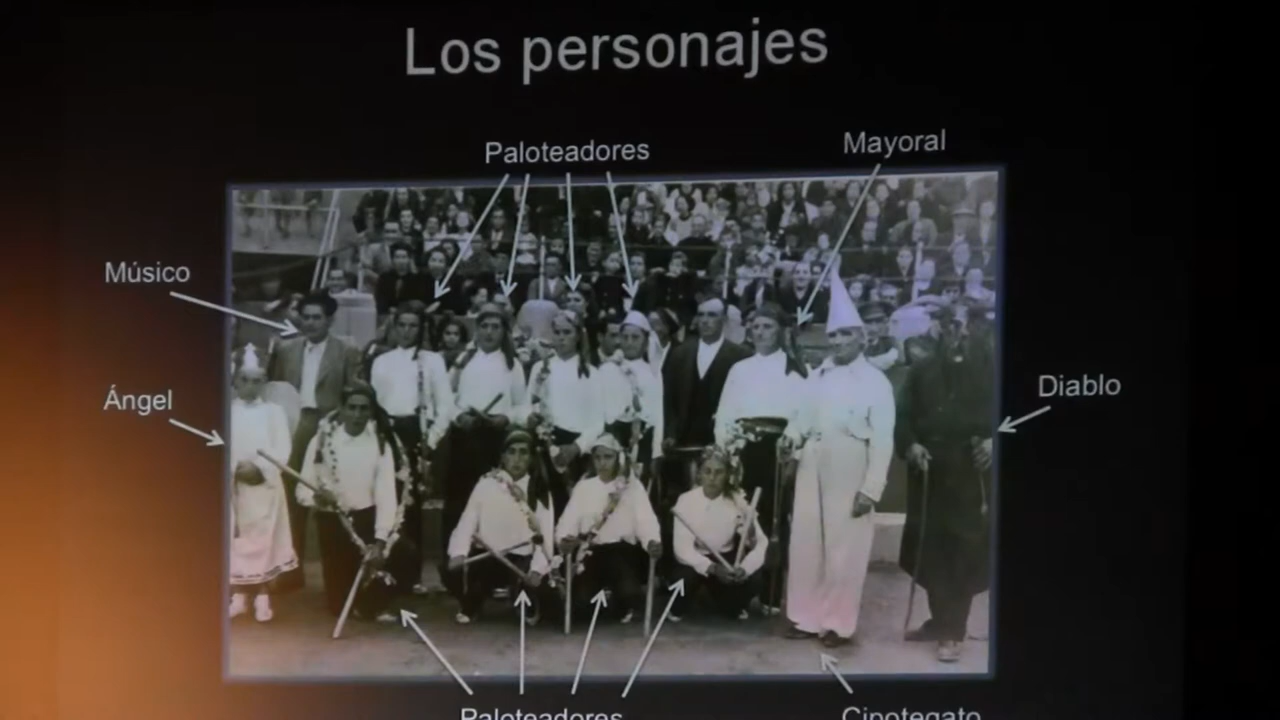 Los personajes
Paloteadores
Mayoral
Músico
Diablo
Ángel
Paloteadores
Cipotegato